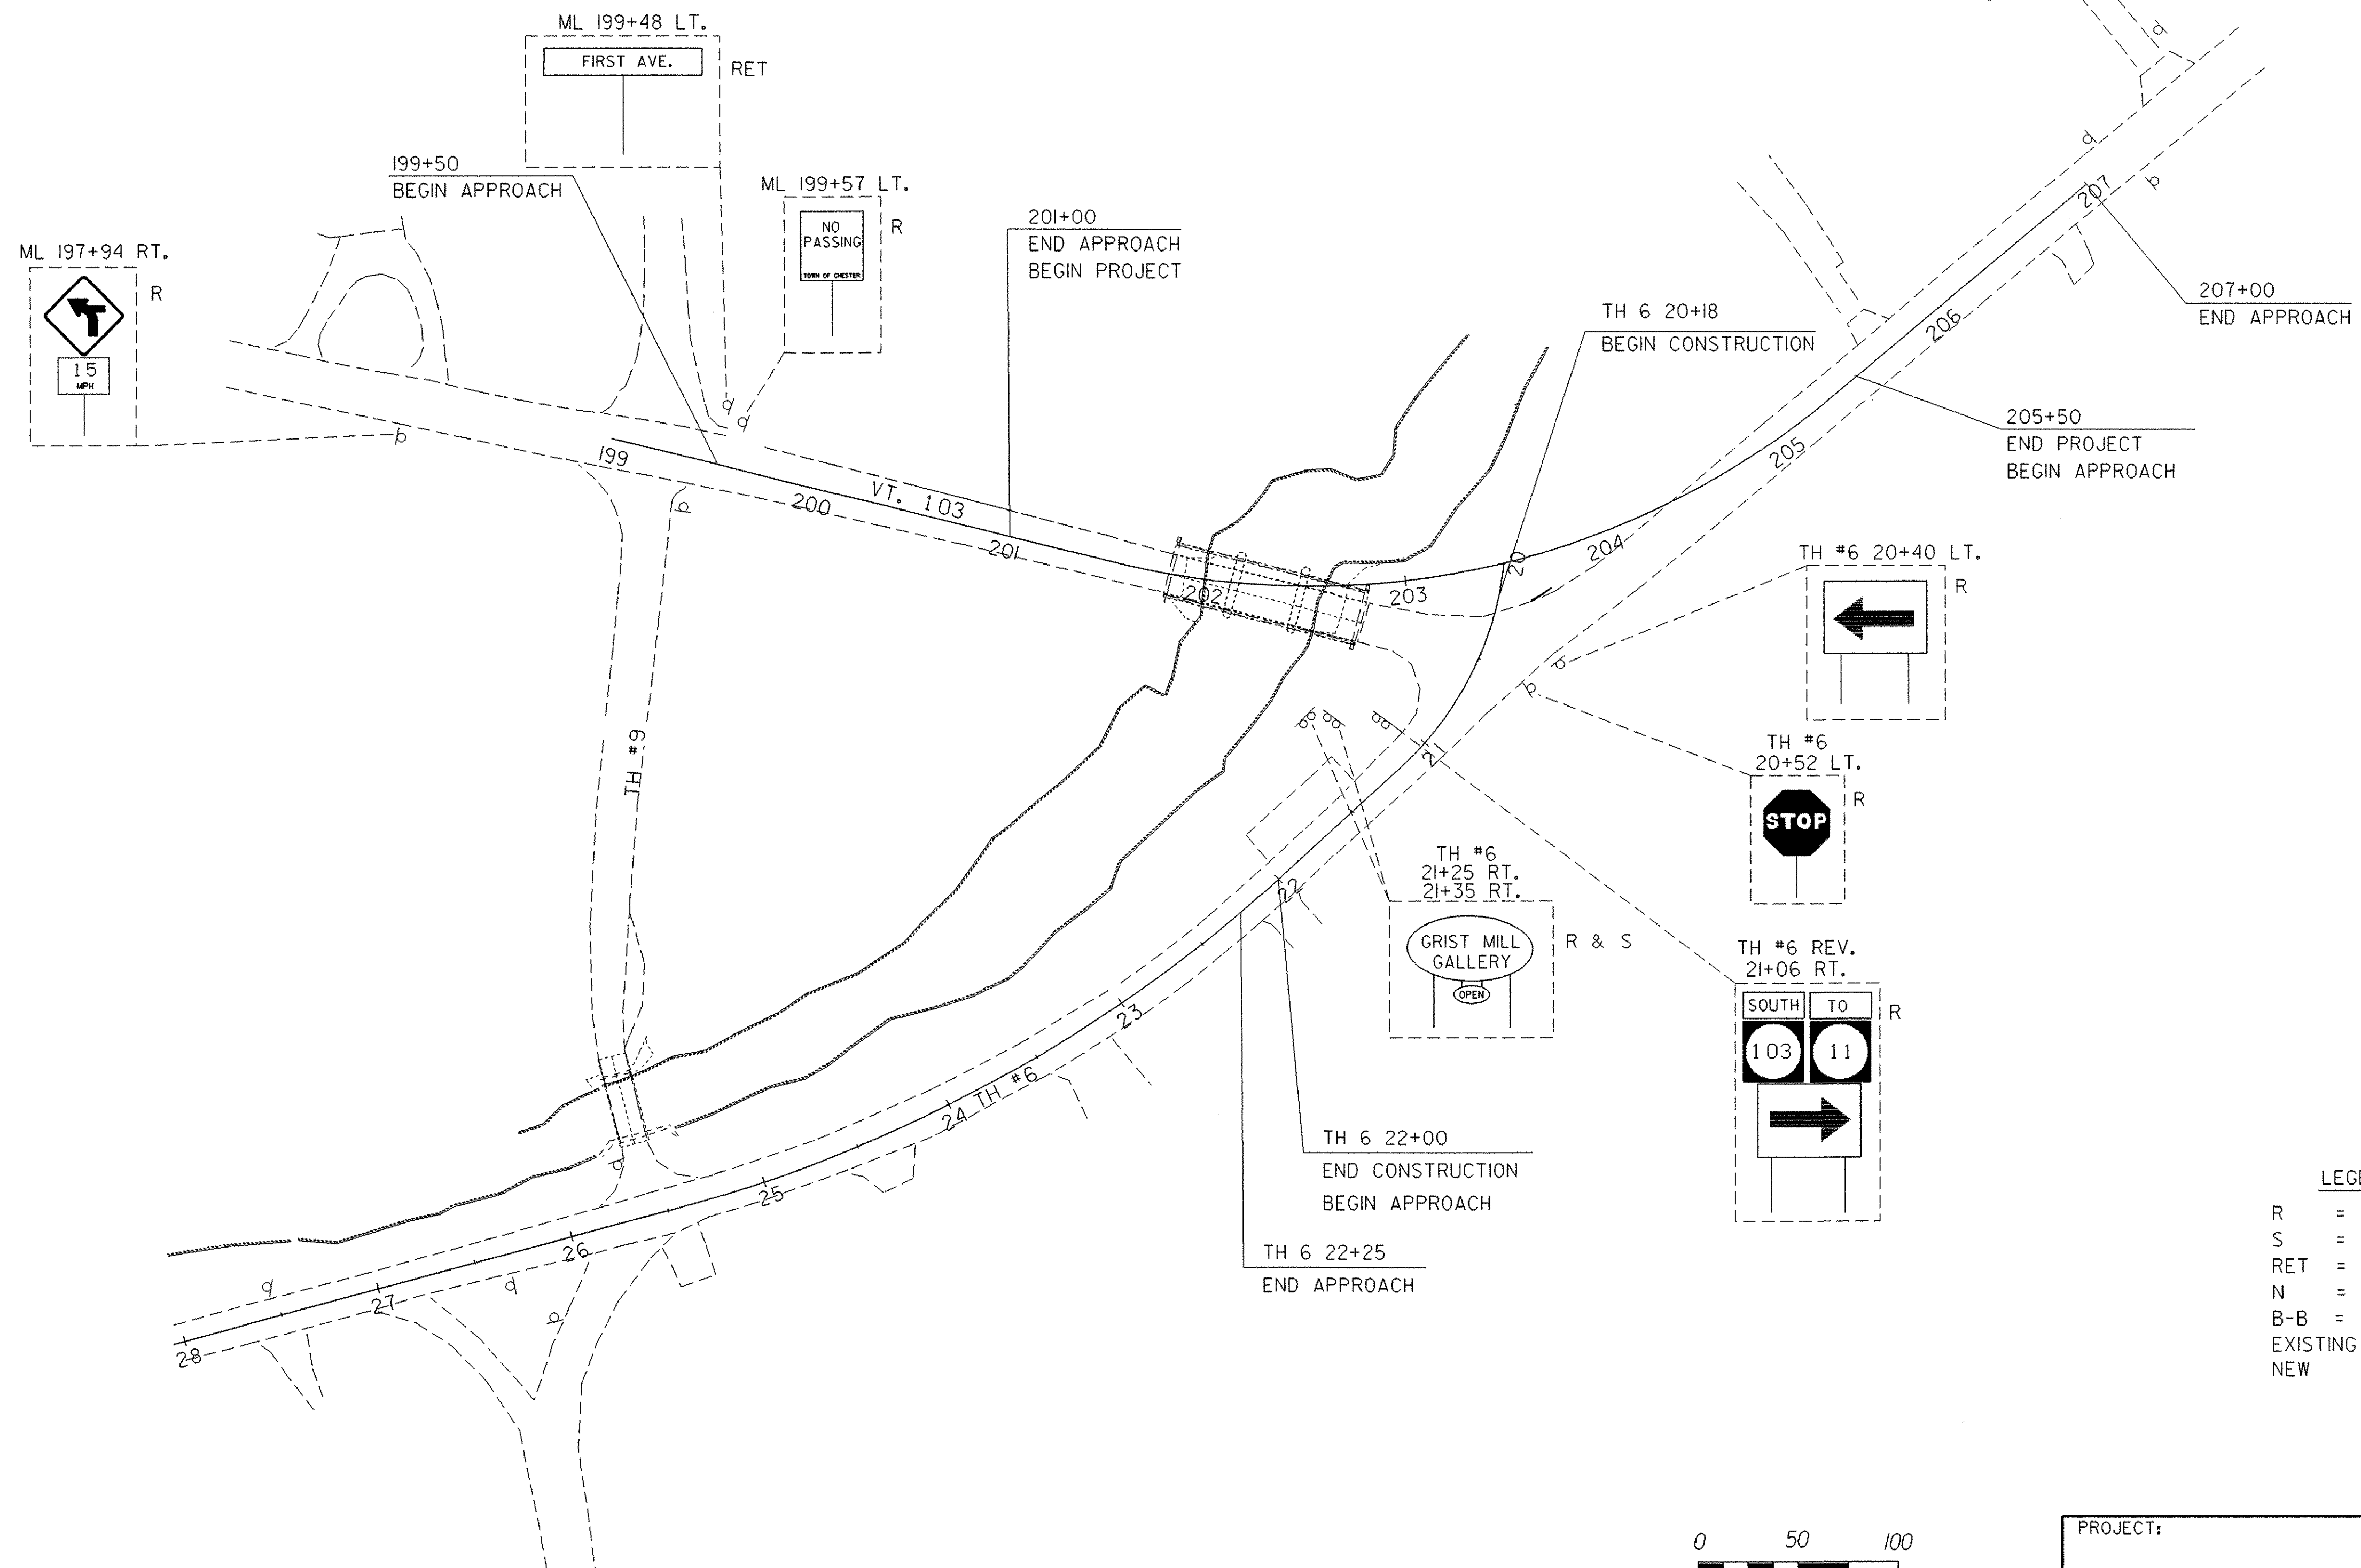 ML 199+48 LT.
FIRST AVE.
RET
199+50
BEGIN APPROACH
ML 199+57 LT.
NO
PASSING
TOWN OF CHESTER
R
201+00
END APPROACH
BEGIN PROJECT
ML 197+94 RT.
R
15
MPH
TH 6 20+18
BEGIN CONSTRUCTION
207
207+00
END APPROACH
206
205+50
END PROJECT
BEGIN APPROACH
205
199
200
VT. 103
201
202
203
20
204
TH #6 20+40 LT.
R
TH #9
21
TH #6
20+52 LT.
R
STOP
TH #6
21+25 RT.
21+35 RT.
GRIST MILL
GALLERY
OPEN
R & S
22
TH #6 REV.
21+06 RT.
SOUTH TO
R
103 11
23
TH #6
24
TH 6 22+00
END CONSTRUCTION
BEGIN APPROACH
25
TH 6 22+25
END APPROACH
26
27
28
R =
S =
RET =
N =
B-B =
EXISTING
NEW
0 50 100
PROJECT: